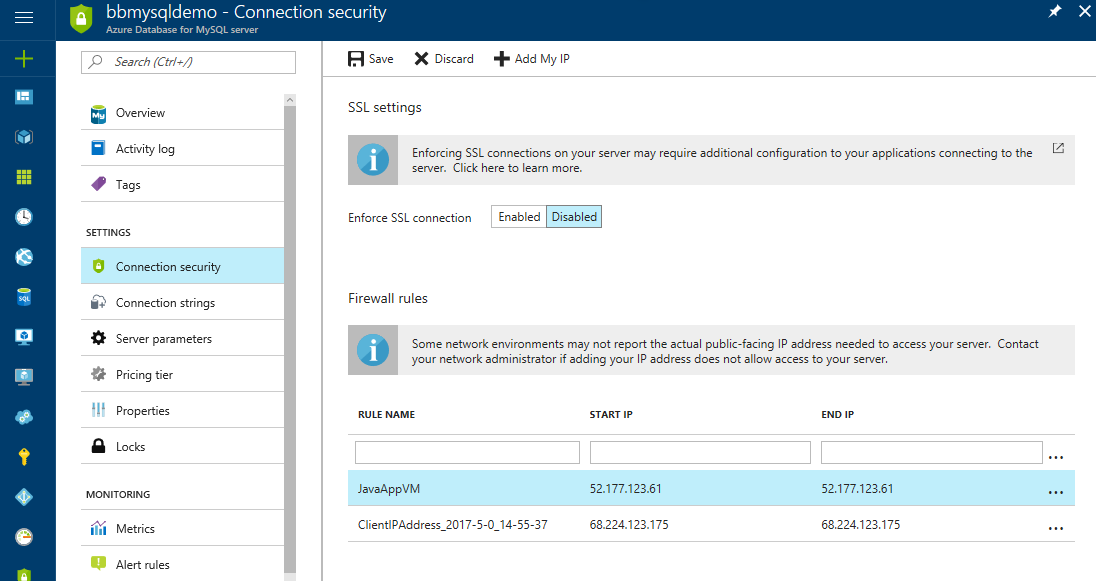 bbmysqldemo - Connection security
Azure Database for MySQL server
Search (Ctrl+/)
My
Overview
Activity log
Tags
SETTINGS
Connection security
Connection strings
Server parameters
Pricing tier
Properties
Locks
MONITORING
Metrics
Alert rules
SQL
Save
Discard
Add My IP
SSL settings
Enforcing SSL connections on your server may require additional configuration to your applications connecting to the
server. Click here to learn more.
Enforce SSL connection
Enabled
Disabled
Firewall rules
Some network environments may not report the actual public-facing IP address needed to access your server. Contact
your network administrator if adding your IP address does not allow access to your server.
RULE NAME START IP END IP
...
JavaAppVM 52.177.123.61 52.177.123.61 ...
ClientIPAddress_2017-5-0_14-55-37 68.224.123.175 68.224.123.175 ...